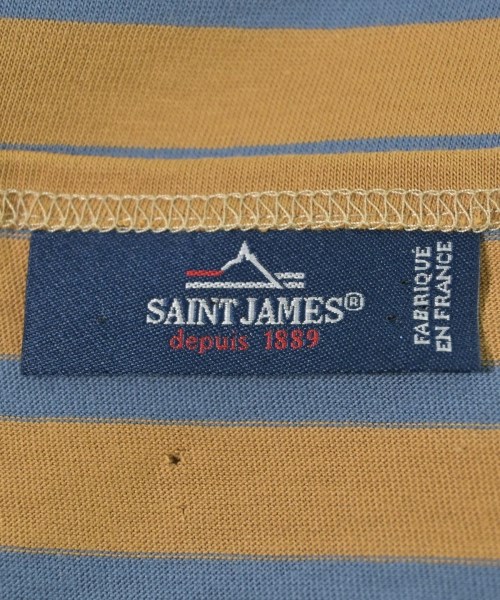 SAINT JAMES®
depuis 1889
FABRIQUÉ
EN FRANCE